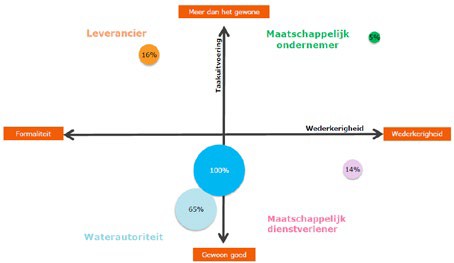 Meer dan het gewone
Leverancier
Maatschappelijk
ondernemer
5%
16%
Taakuitvoering
Wederkerigheid
Formaliteit
Wederkerigheid
100%
14%
65%
Waterautoriteit
Maatschappelijk
dienstverlener
Gewoon goed